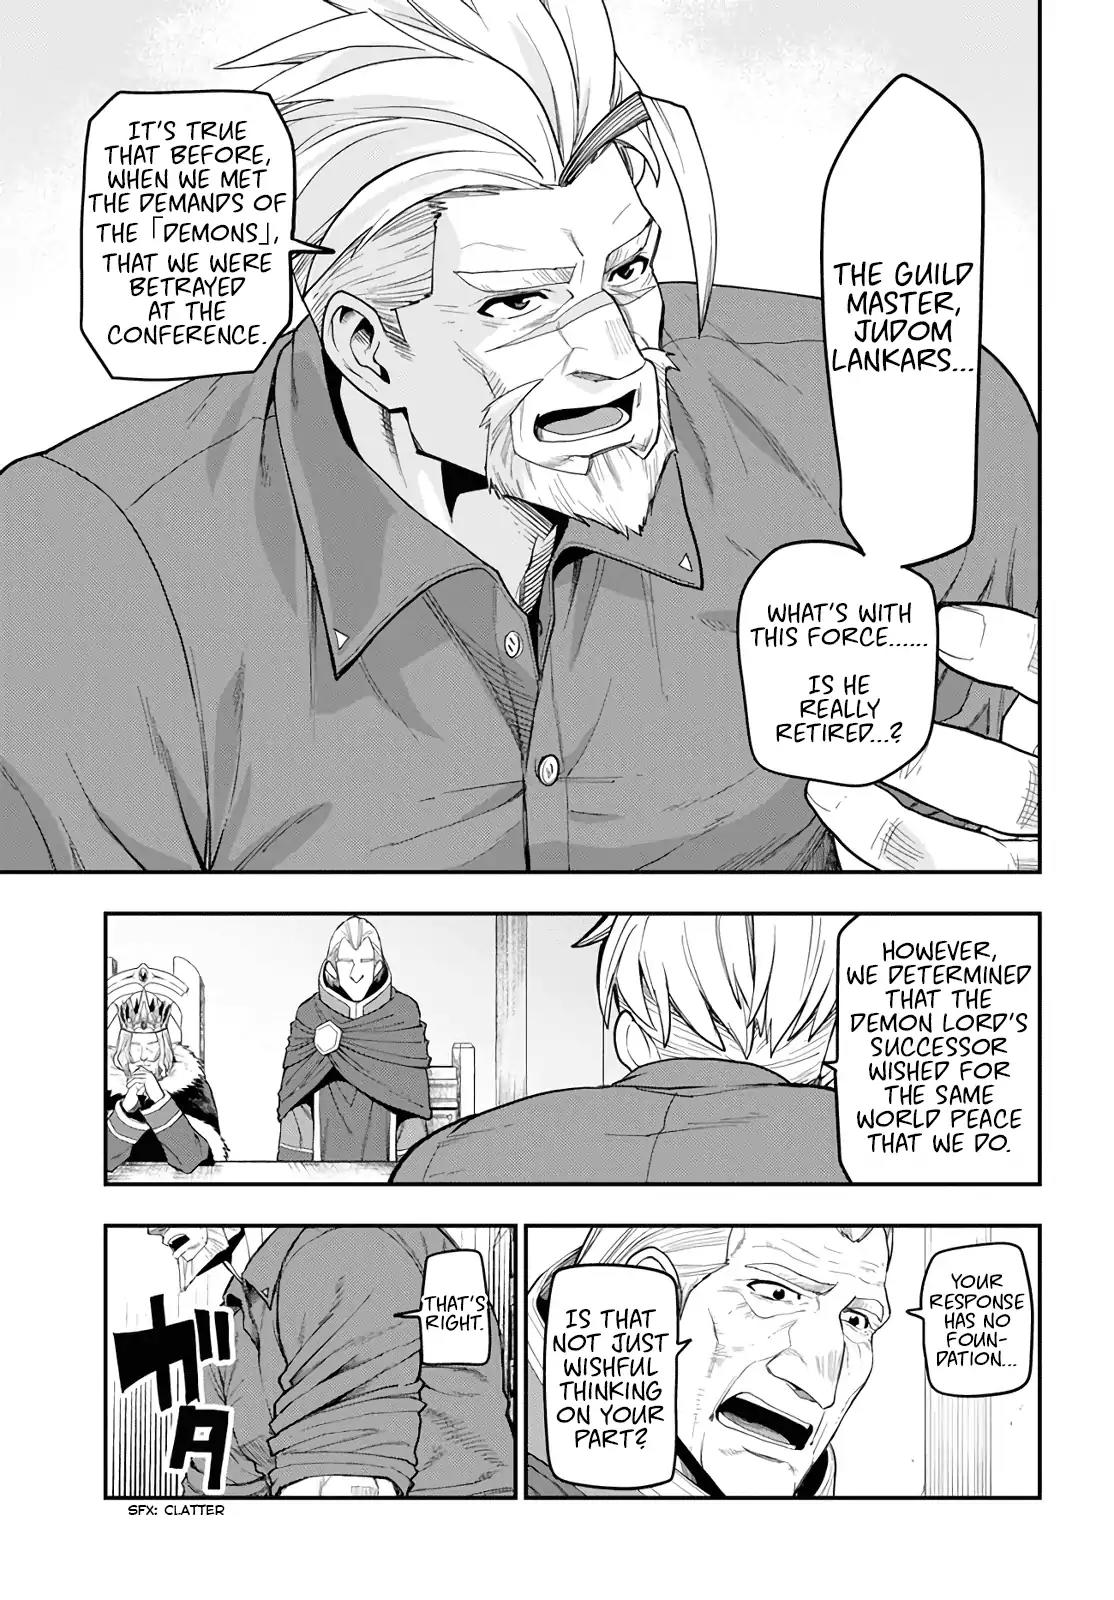 THE GUILD
MASTER,
JUDOM
LANKARS...
WHAT'S WITH
THIS FORCE......
IS HE
REALLY
RETIRED...?
IT'S TRUE
THAT BEFORE,
WHEN WE MET
THE DEMANDS OF
THE「DEMONS」,
THAT WE WERE
BETRAYED
AT THE
CONFERENCE.
HOWEVER,
WE DETERMINED
THAT THE
DEMON LORD'S
SUCCESSOR
WISHED FOR
THE SAME
WORLD PEACE
THAT WE DO.
YOUR
RESPONSE
HAS NO
FOUN-
DATION...
IS THAT
NOT JUST
WISHFUL
THINKING
ON YOUR
PART?
THAT'S
RIGHT.
ガタ
SFX: CLATTER